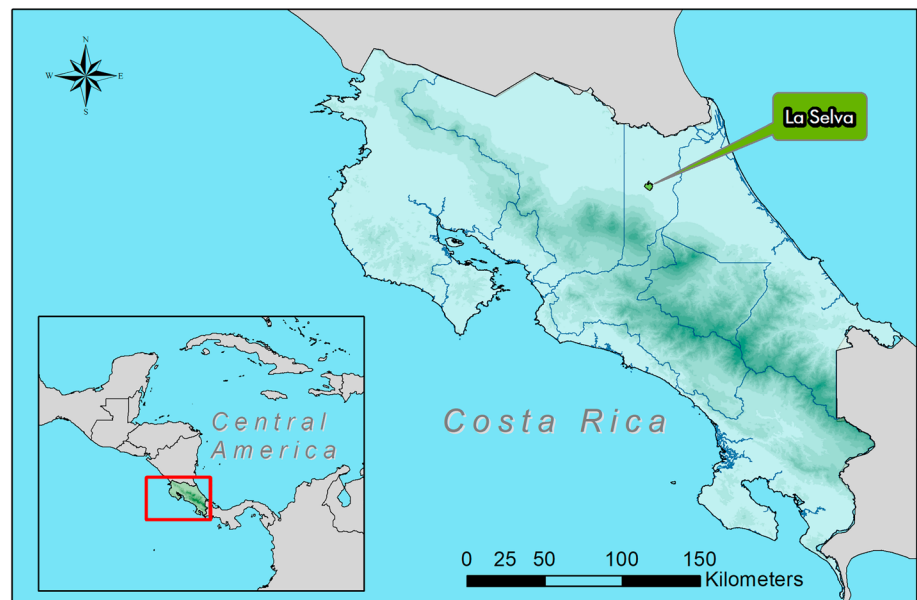 N
W E
S
La Selva
Costa Rica
Central
America
0 25 50 100 150
Kilometers